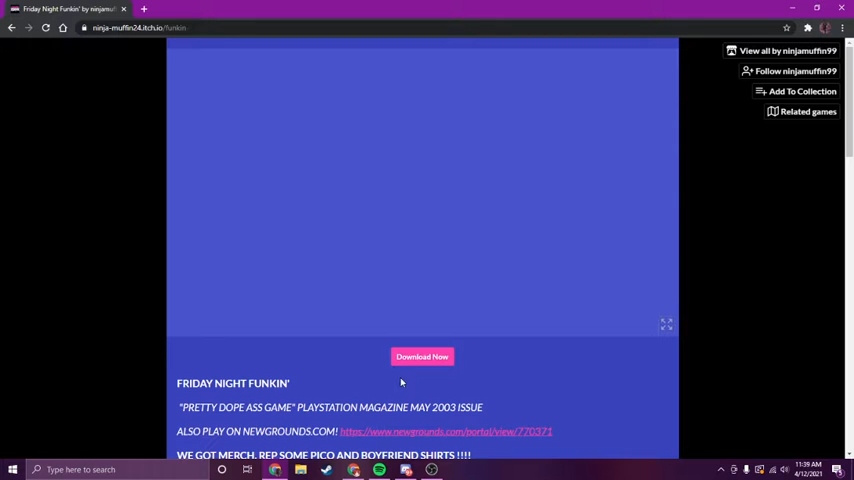 Friday Night Funkin' by ninjamuf
ninja-muffin24.itch.io/funkin
View all by ninjamuffin99
Follow ninjamuffin99
Add To Collection
Related games
Download Now
FRIDAY NIGHT FUNKIN'
"PRETTY DOPE ASS GAME" PLAYSTATION MAGAZINE MAY 2003 ISSUE
ALSO PLAY ON NEWGROUNDS.COM! https://www.newgrounds.com/portal/view/770371
WE GOT MERCH, REP SOME PICO AND BOYFRIEND SHIRTS !!!!
Type here to search
11:39 AM
4/12/2021